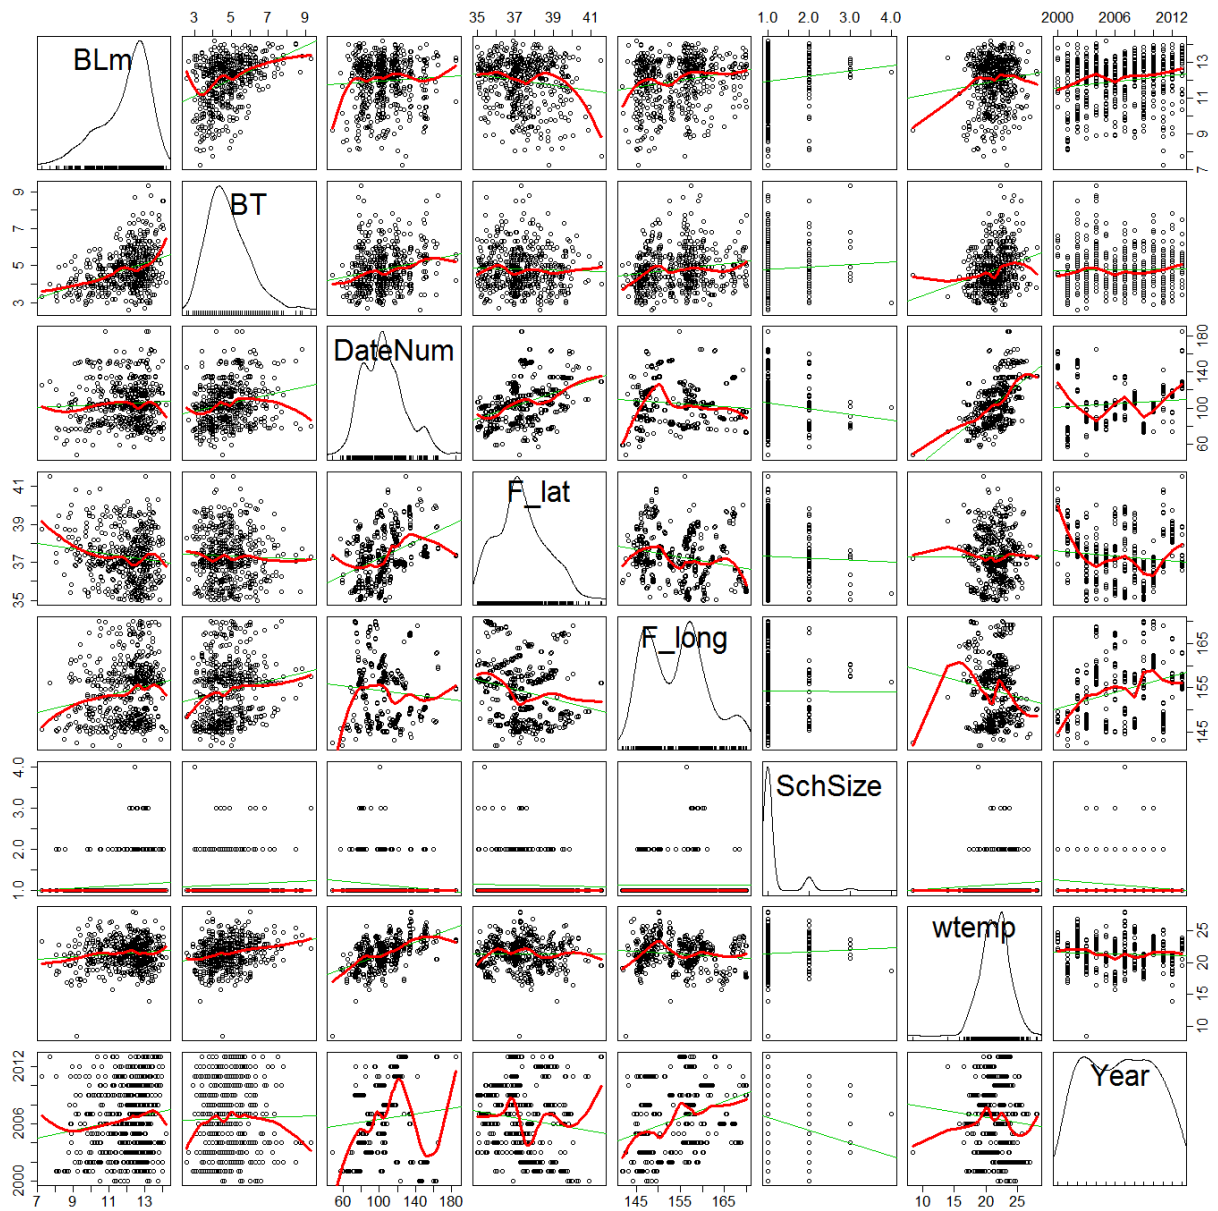 3 5 7 9 35 37 39 41 1.0 2.0 3.0 4.0 2000 2006 2012
BLm
7 9 11 13
BT
3 5 7 9
DateNum
60 100 140 180
F_lat
35 37 39 41
F_long
145 155 165
SchSize
1.0 2.0 3.0 4.0
wtemp
10 15 20 25
Year
2000 2006 2012
7 9 11 13 60 100 140 180 145 155 165 10 15 20 25